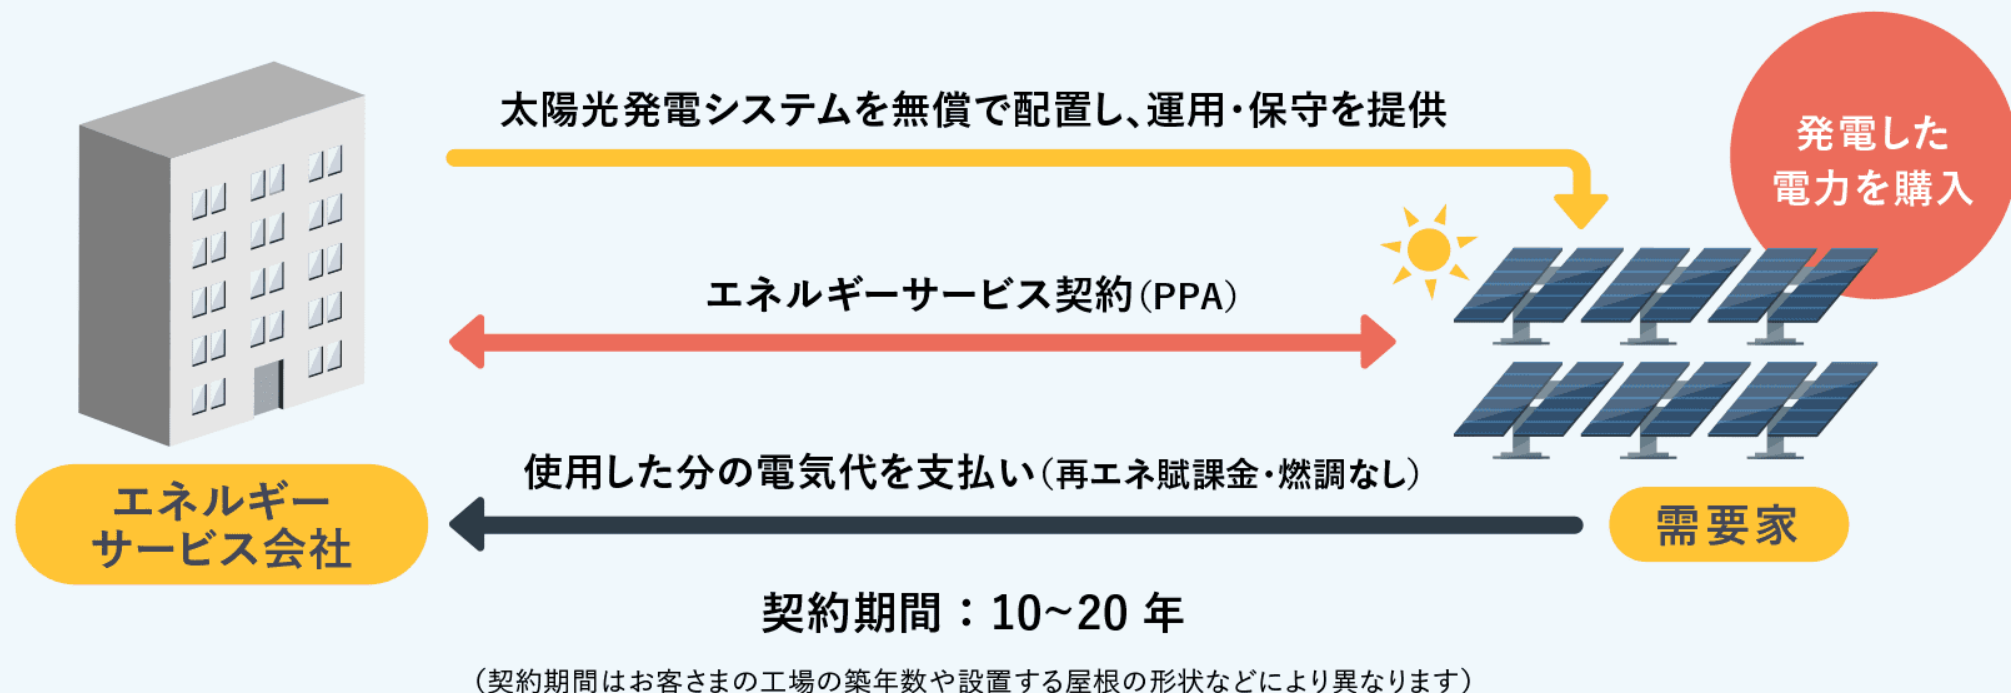 太陽光発電システムを無償で配置し、運用・保守を提供
発電した
電力を購入
エネルギーサービス契約(PPA)
使用した分の電気代を支払い(再エネ賦課金・燃調なし)
エネルギー
サービス会社
需要家
契約期間：10~20 年
(契約期間はお客さまの工場の築年数や設置する屋根の形状などにより異なります)